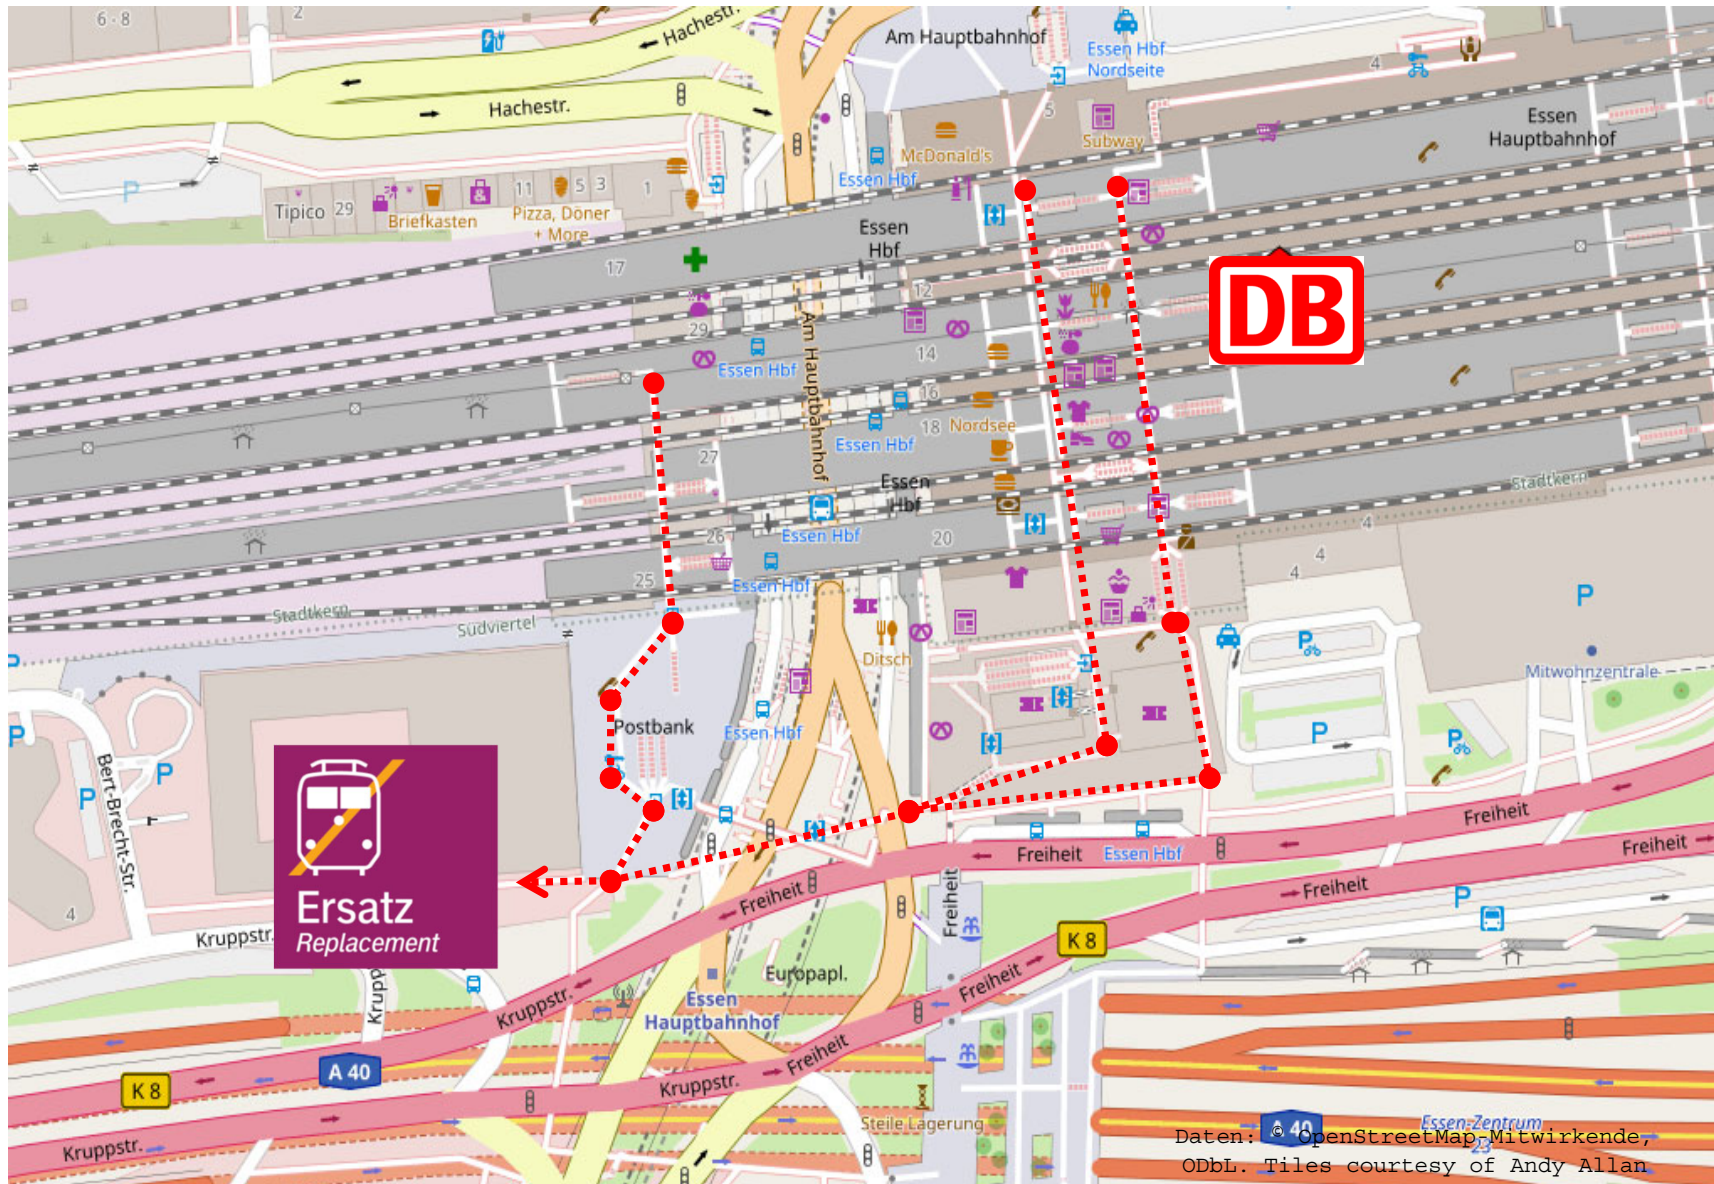 6 - 8
2
Hachestr.
Am Hauptbahnhof
Essen Hbf
Nordseite
4
Hachestr.
5
Essen
Hauptbahnhof
McDonald's
Subway
P
Essen Hbf
11
5
3
1
Tipico
29
Briefkasten
Pizza, Döner
+ More
Essen
Hbf
17
12
DB
29
Am Hauptbahnhof
14
Essen Hbf
16
18
Nordsee
Essen Hbf
27
Essen
Hbf
Stadtkern
4
26
Essen Hbf
20
4
4
25
Essen Hbf
P
Stadtkern
Südviertel
P
Ditsch
P
Mitwohnzentrale
P
Postbank
Essen Hbf
P
P
Bert-Brecht-Str.
P
P
Ersatz
Replacement
Freiheit
Freiheit
Essen Hbf
Freiheit
Freiheit
Freiheit
Freiheit
P
4
Kruppstr.
K 8
Europapl.
Freiheit
Kruppstr.
Essen
Hauptbahnhof
Freiheit
A 40
K 8
Kruppstr.
Steile Lagerung
Kruppstr.
A 40
Essen-Zentrum
23
Daten: © OpenStreetMap-Mitwirkende,
ODbL. Tiles courtesy of Andy Allan